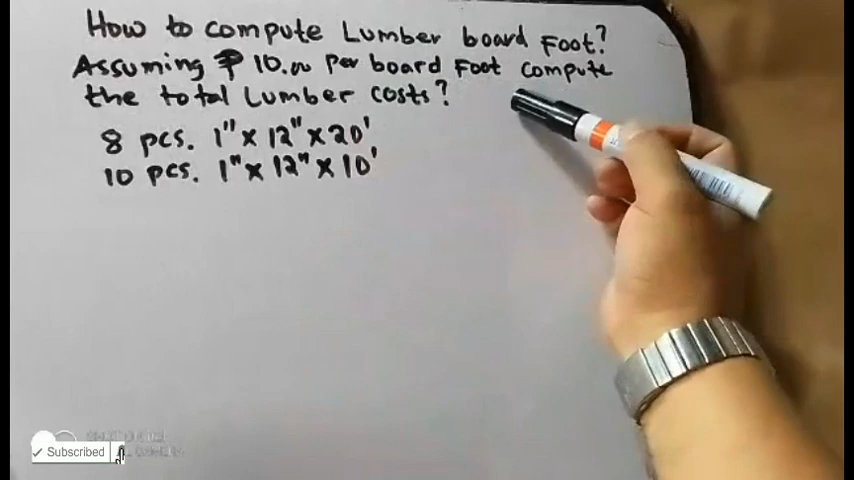 How to compute Lumber board Foot?
Assuming ₱ 10.00 per board Foot compute
the total Lumber costs?
8 pcs. 1" x 12" x 20'
10 pcs. 1" x 12" x 10'
✓ Subscribed